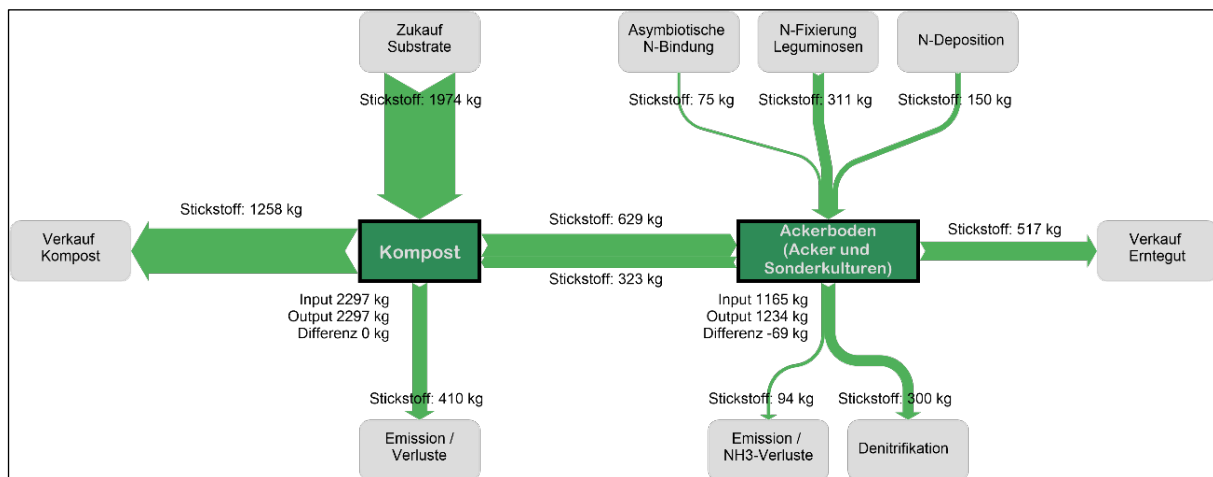 Zukauf
Substrate
Asymbiotische
N-Bindung
N-Fixierung
Leguminosen
N-Deposition
Stickstoff: 1974 kg
Stickstoff: 75 kg
Stickstoff: 311 kg
Stickstoff: 150 kg
Stickstoff: 1258 kg
Stickstoff: 629 kg
Stickstoff: 517 kg
Verkauf
Kompost
Kompost
Ackerboden
(Acker und
Sonderkulturen)
Verkauf
Erntegut
Stickstoff: 323 kg
Input 2297 kg
Output 2297 kg
Differenz 0 kg
Input 1165 kg
Output 1234 kg
Differenz -69 kg
Stickstoff: 410 kg
Stickstoff: 94 kg
Stickstoff: 300 kg
Emission /
Verluste
Emission /
NH3-Verluste
Denitrifikation